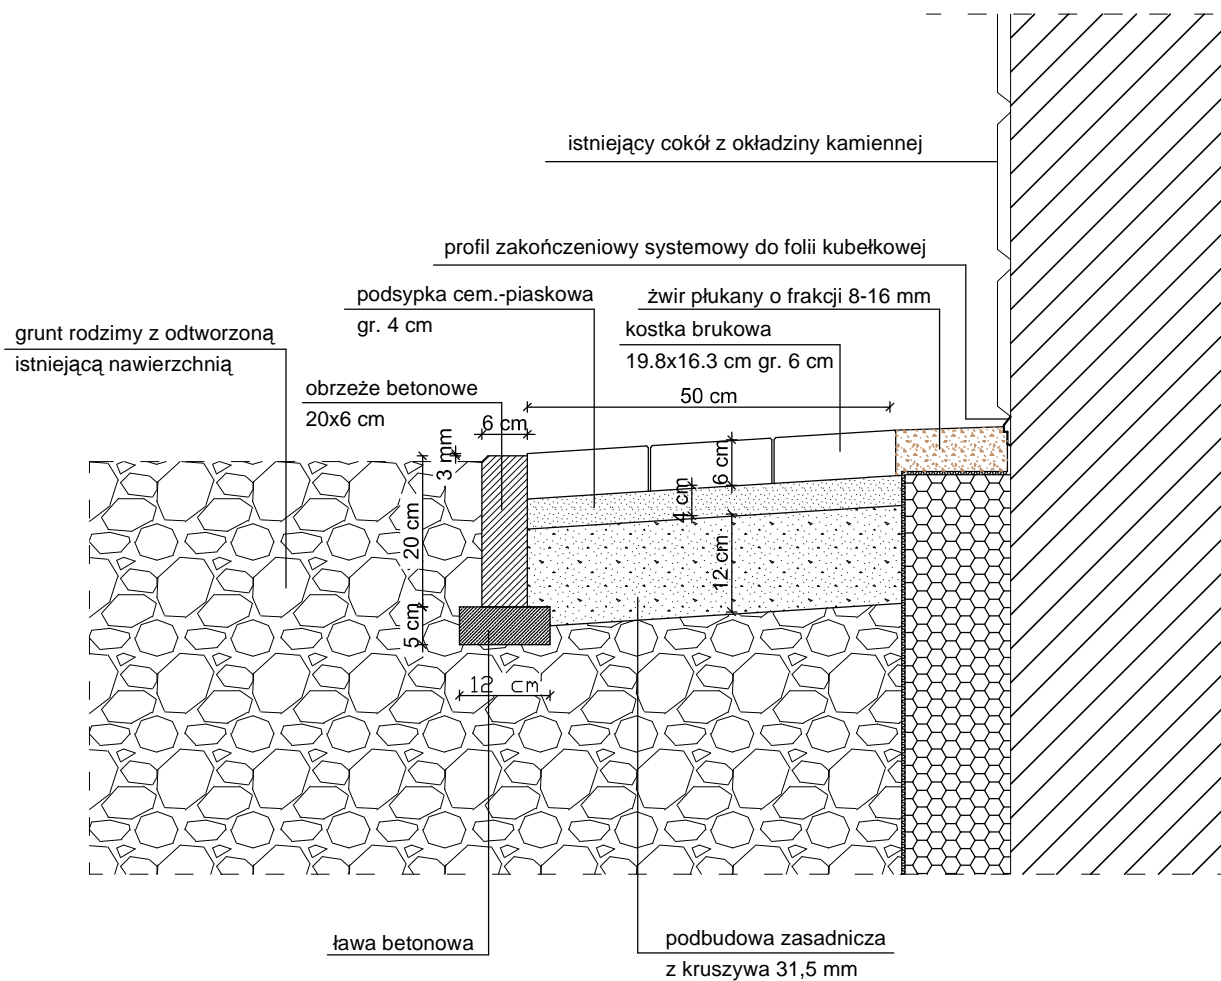 istniejący cokół z okładziny kamiennej
profil zakończeniowy systemowy do folii kubełkowej
podsypka cem.-piaskowa
gr. 4 cm
żwir płukany o frakcji 8-16 mm
kostka brukowa
19.8x16.3 cm gr. 6 cm
grunt rodzimy z odtworzoną
istniejącą nawierzchnią
obrzeże betonowe
20x6 cm
50 cm
6 cm
3 mm
6 cm
4 cm
20 cm
12 cm
5 cm
12 cm
ława betonowa
podbudowa zasadnicza
z kruszywa 31,5 mm